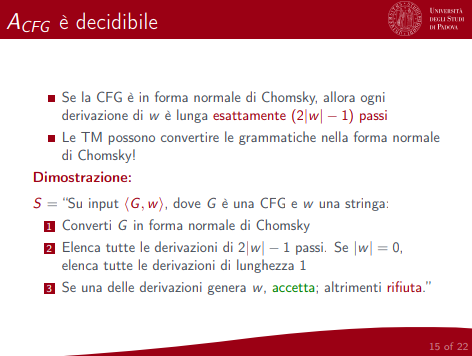 A_CFG è decidibile
UNIVERSITÀ
DEGLI STUDI
DI PADOVA
Se la CFG è in forma normale di Chomsky, allora ogni
derivazione di w è lunga esattamente (2|w| − 1) passi
Le TM possono convertire le grammatiche nella forma normale
di Chomsky!
Dimostrazione:
S = “Su input ⟨G, w⟩, dove G è una CFG e w una stringa:
1 Converti G in forma normale di Chomsky
2 Elenca tutte le derivazioni di 2|w| − 1 passi. Se |w| = 0,
elenca tutte le derivazioni di lunghezza 1
3 Se una delle derivazioni genera w, accetta; altrimenti rifiuta.”
15 of 22